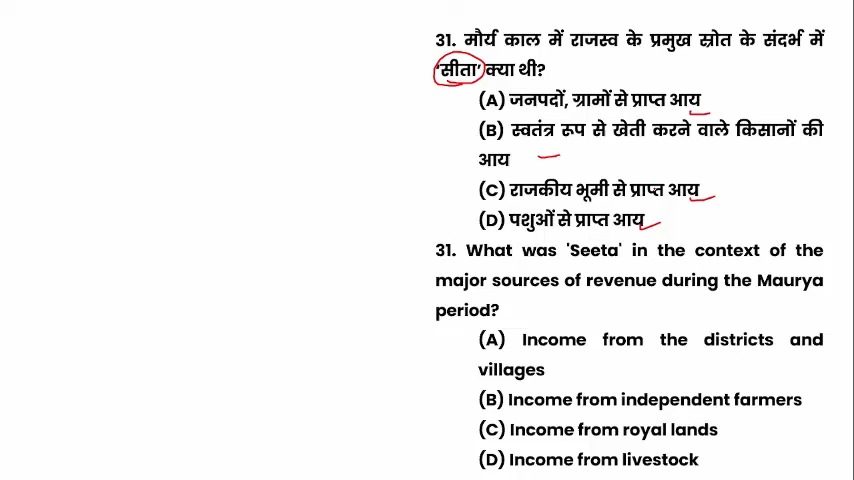 31. मौर्य काल में राजस्व के प्रमुख स्रोत के संदर्भ में
'सीता' क्या थी?
(A) जनपदों, ग्रामों से प्राप्त आय
(B) स्वतंत्र रूप से खेती करने वाले किसानों की
आय
(C) राजकीय भूमी से प्राप्त आय
(D) पशुओं से प्राप्त आय
31. What was 'Seeta' in the context of the
major sources of revenue during the Maurya
period?
(A) Income from the districts and
villages
(B) Income from independent farmers
(C) Income from royal lands
(D) Income from livestock